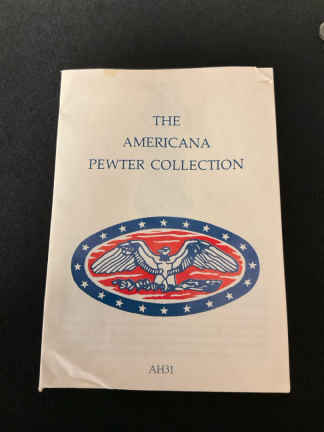 THE
AMERICANA
PEWTER COLLECTION
AH31